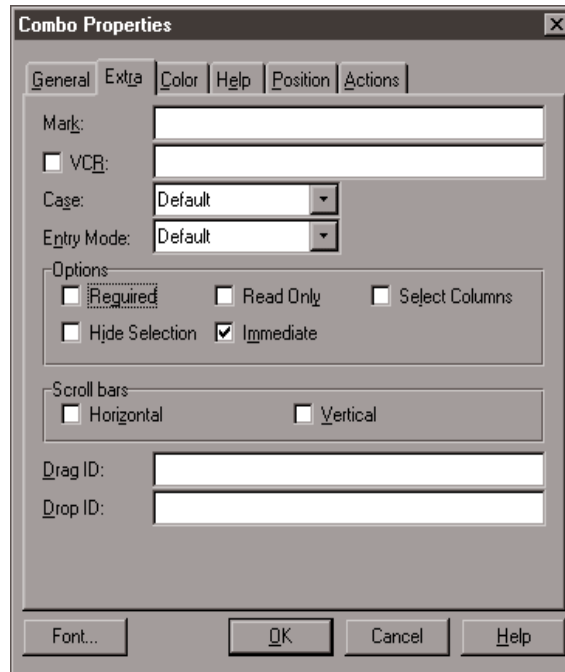 Combo Properties
General Extra Color Help Position Actions
Mark:
VCR:
Case: Default
Entry Mode: Default
Options
Required Read Only Select Columns
Hide Selection Immediate
Scroll bars
Horizontal Vertical
Drag ID:
Drop ID:
Font... OK Cancel Help